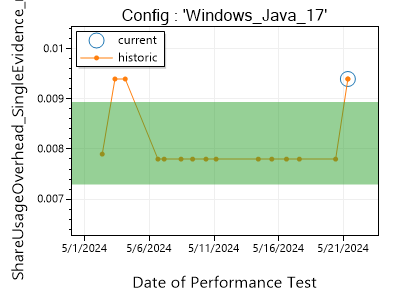 Config : 'Windows_Java_17'
ShareUsageOverhead_SingleEvidence_
current
historic
0.01
0.009
0.008
0.007
5/1/2024 5/6/2024 5/11/2024 5/16/2024 5/21/2024
Date of Performance Test